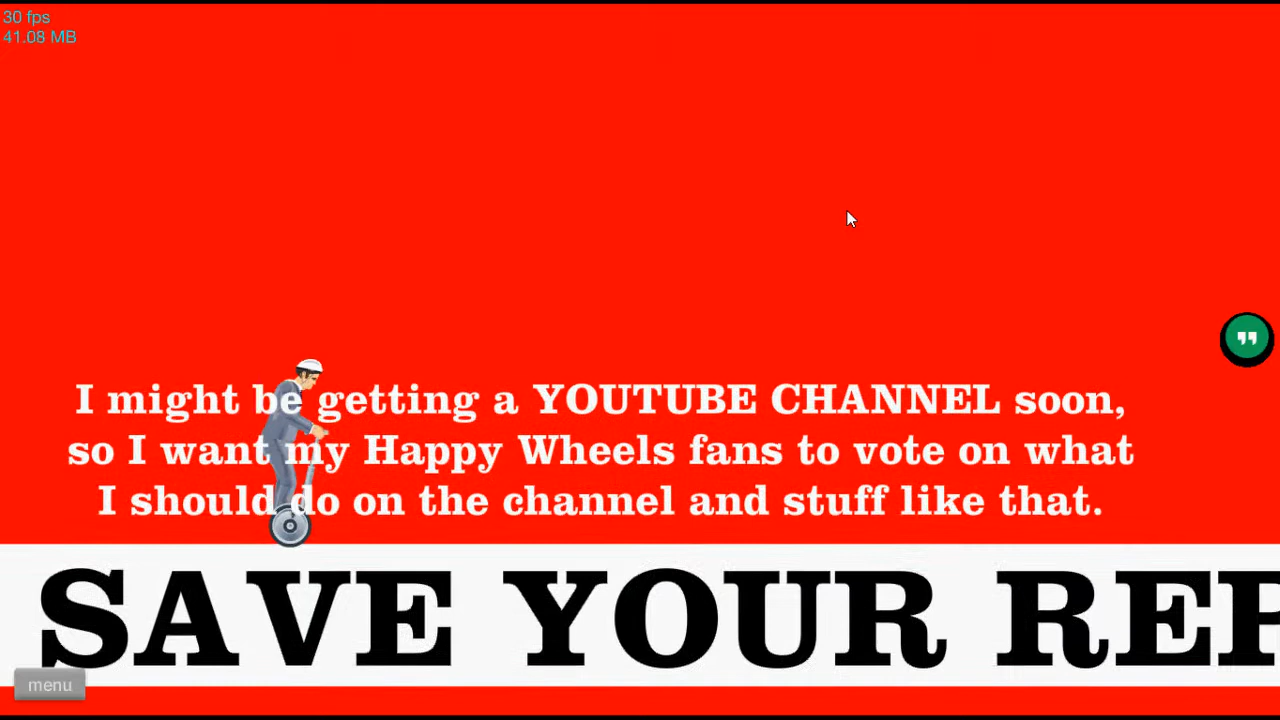 30 fps
41.08 MB
I might be getting a YOUTUBE CHANNEL soon,
so I want my Happy Wheels fans to vote on what
I should do on the channel and stuff like that.
SAVE YOUR REP
menu